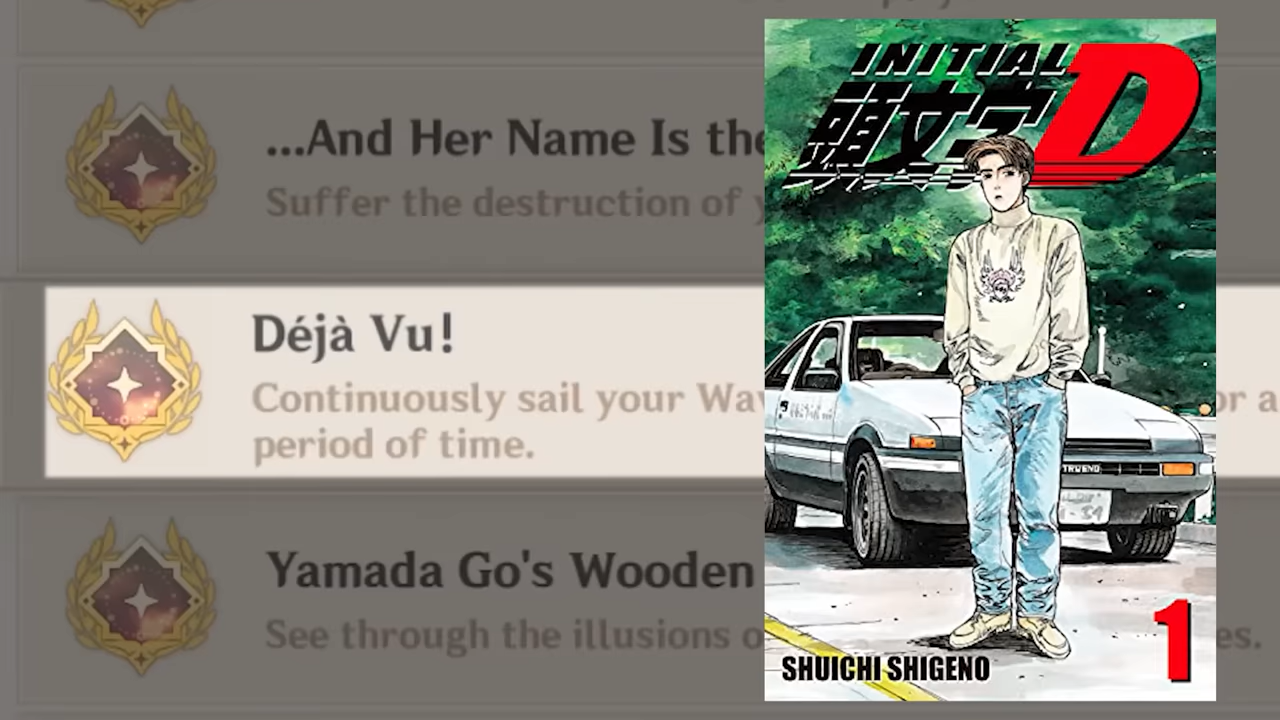 ...And Her Name Is the
Suffer the destruction of
Déjà Vu!
Continuously sail your Wav
or a
period of time.
Yamada Go's Wooden
See through the illusions o
es.
INITIAL D
頭文字
TRUENO
SHUICHI SHIGENO
1